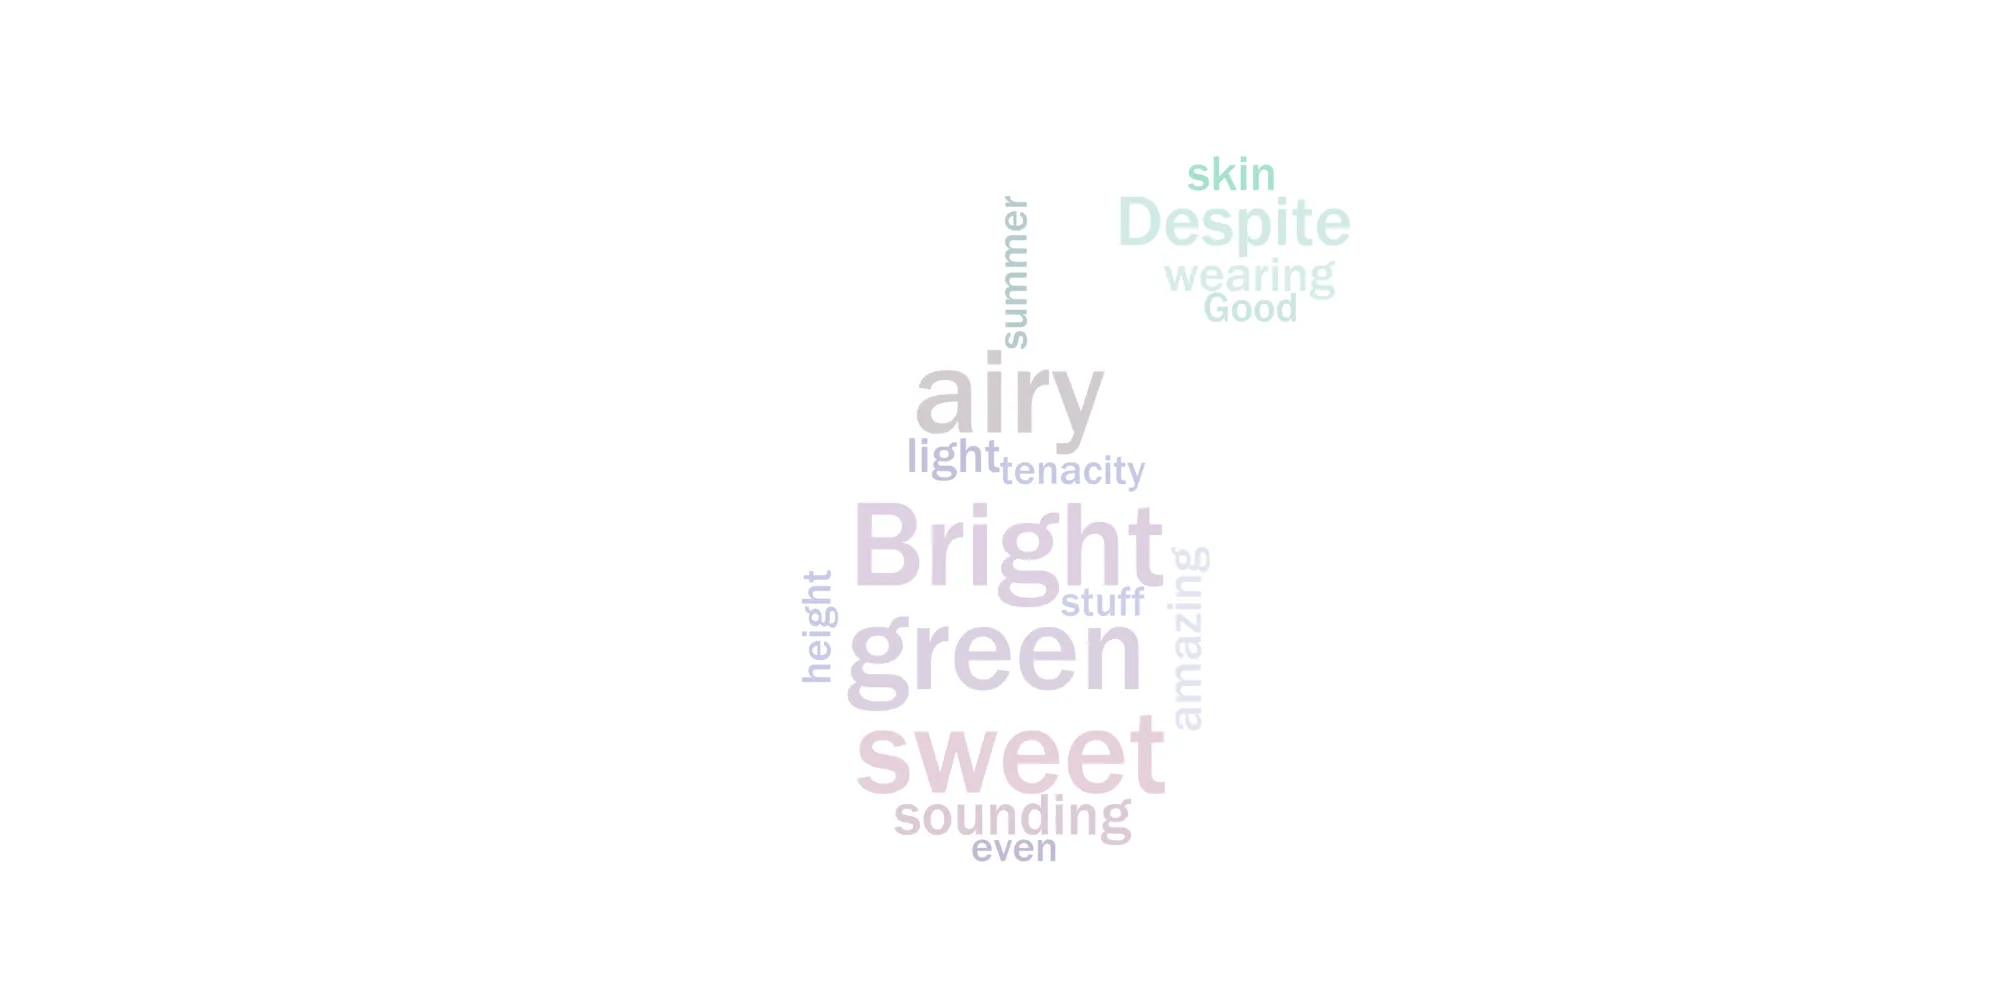 skin
Despite
wearing
Good
summer
airy
light
tenacity
Bright
stuff
height
green
amazing
sweet
sounding
even